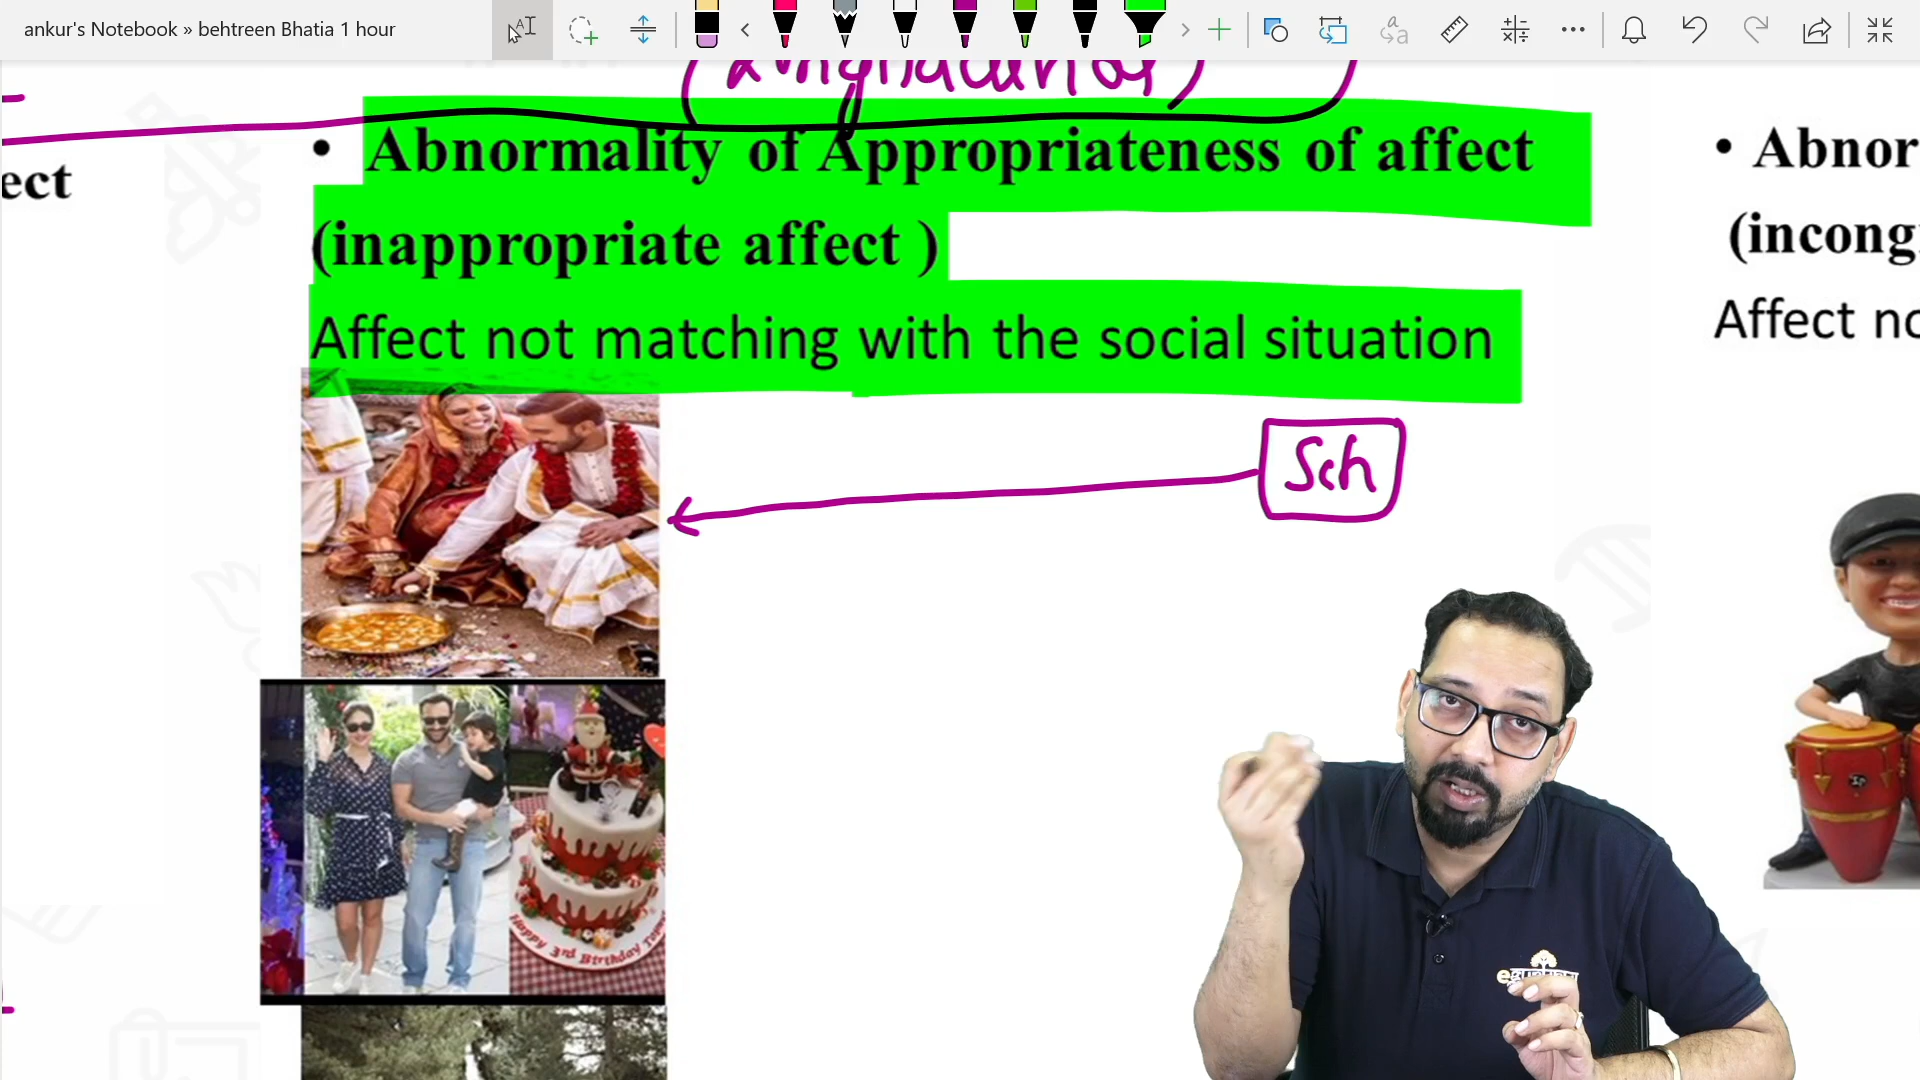 ankur's Notebook » behtreen Bhatia 1 hour
ect
• Abnormality of Appropriateness of affect
(inappropriate affect )
Affect not matching with the social situation
Sch
• Abnor
(incong
Affect no
Happy 3rd Birthday